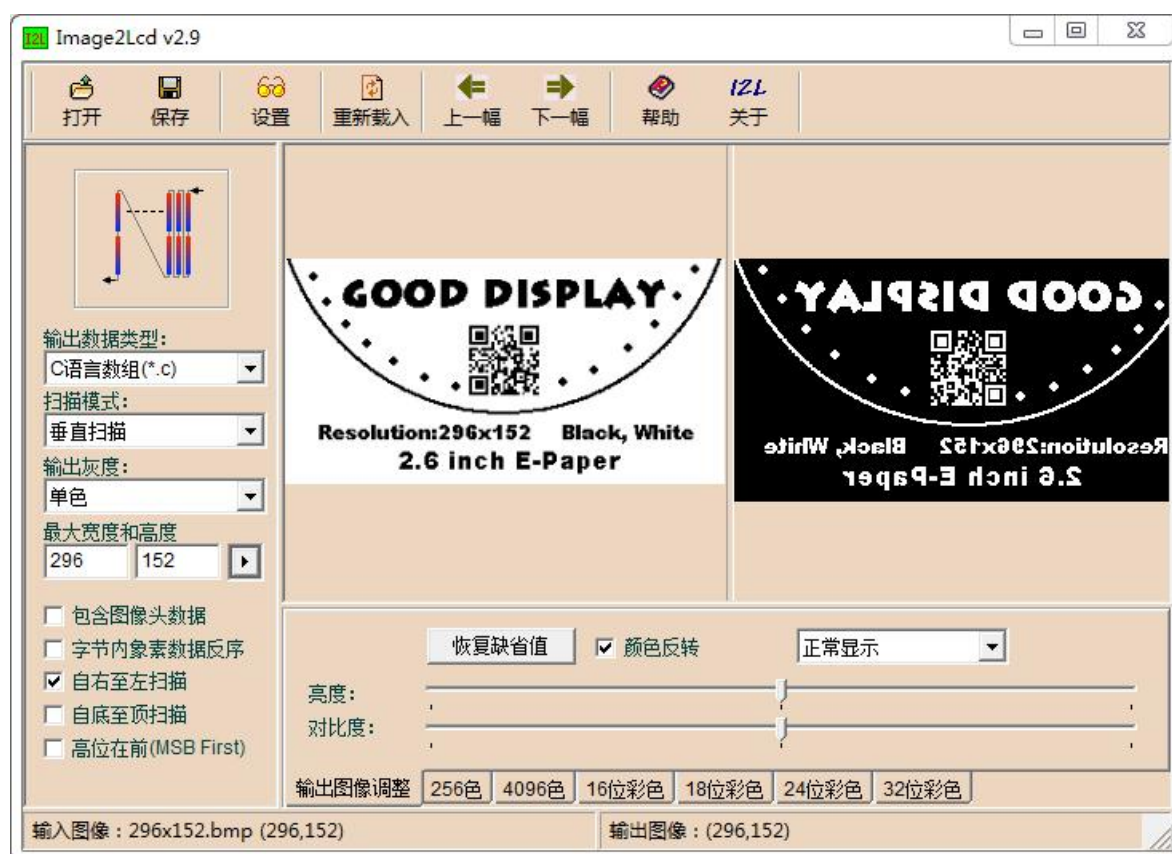 I2L Image2Lcd v2.9
打开 保存 设置 重新载入 上一幅 下一幅 帮助 关于
I2L
输出数据类型:
C语言数组(*.c)
扫描模式:
垂直扫描
输出灰度:
单色
最大宽度和高度
296 152
包含图像头数据
字节内象素数据反序
自右至左扫描
自底至顶扫描
高位在前(MSB First)
GOOD DISPLAY
Resolution:296x152 Black, White
2.6 inch E-Paper
GOOD DISPLAY
Resolution:296x152 Black, White
2.6 inch E-Paper
恢复缺省值 颜色反转 正常显示
亮度:
对比度:
输出图像调整 256色 4096色 16位彩色 18位彩色 24位彩色 32位彩色
输入图像:296x152.bmp (296,152) 输出图像:(296,152)